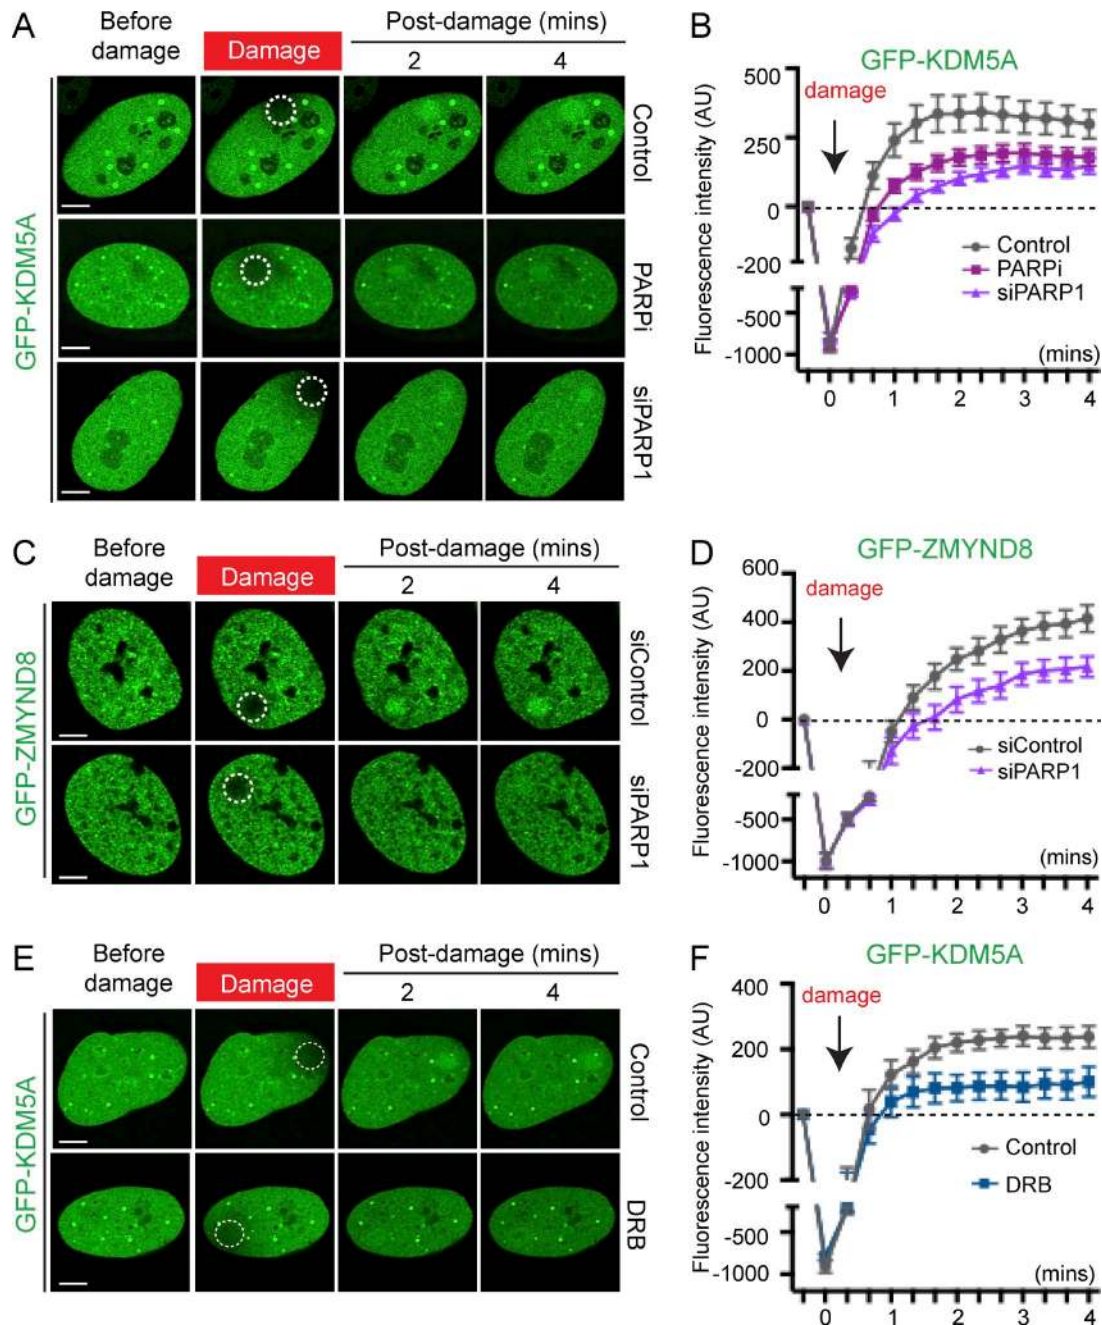 A
Before damage
Damage
Post-damage (mins)
2
4
GFP-KDM5A
Control
PARPi
siPARP1
B
GFP-KDM5A
damage
Fluorescence intensity (AU)
500
250
0
-200
-500
-1000
Control
PARPi
siPARP1
(mins)
0
1
2
3
4
C
Before damage
Damage
Post-damage (mins)
2
4
GFP-ZMYND8
siControl
siPARP1
D
GFP-ZMYND8
damage
Fluorescence intensity (AU)
600
400
200
0
-200
-500
-1000
siControl
siPARP1
(mins)
0
1
2
3
4
E
Before damage
Damage
Post-damage (mins)
2
4
GFP-KDM5A
Control
DRB
F
GFP-KDM5A
damage
Fluorescence intensity (AU)
400
200
0
-200
-500
-1000
Control
DRB
(mins)
0
1
2
3
4